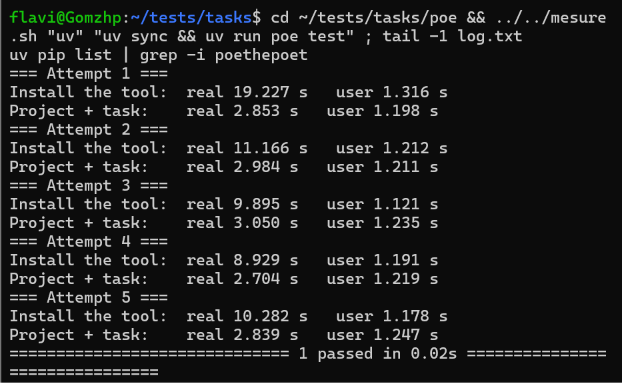 flavi@Gomzhp:~/tests/tasks$ cd ~/tests/tasks/poe && ../../mesure
.sh "uv" "uv sync && uv run poe test" ; tail -1 log.txt
uv pip list | grep -i poethepoet
=== Attempt 1 ===
Install the tool:  real 19.227 s   user 1.316 s
Project + task:    real 2.853 s   user 1.198 s
=== Attempt 2 ===
Install the tool:  real 11.166 s   user 1.212 s
Project + task:    real 2.984 s   user 1.211 s
=== Attempt 3 ===
Install the tool:  real 9.895 s   user 1.121 s
Project + task:    real 3.050 s   user 1.235 s
=== Attempt 4 ===
Install the tool:  real 8.929 s   user 1.191 s
Project + task:    real 2.704 s   user 1.219 s
=== Attempt 5 ===
Install the tool:  real 10.282 s   user 1.178 s
Project + task:    real 2.839 s   user 1.247 s
============================== 1 passed in 0.02s ===============
================